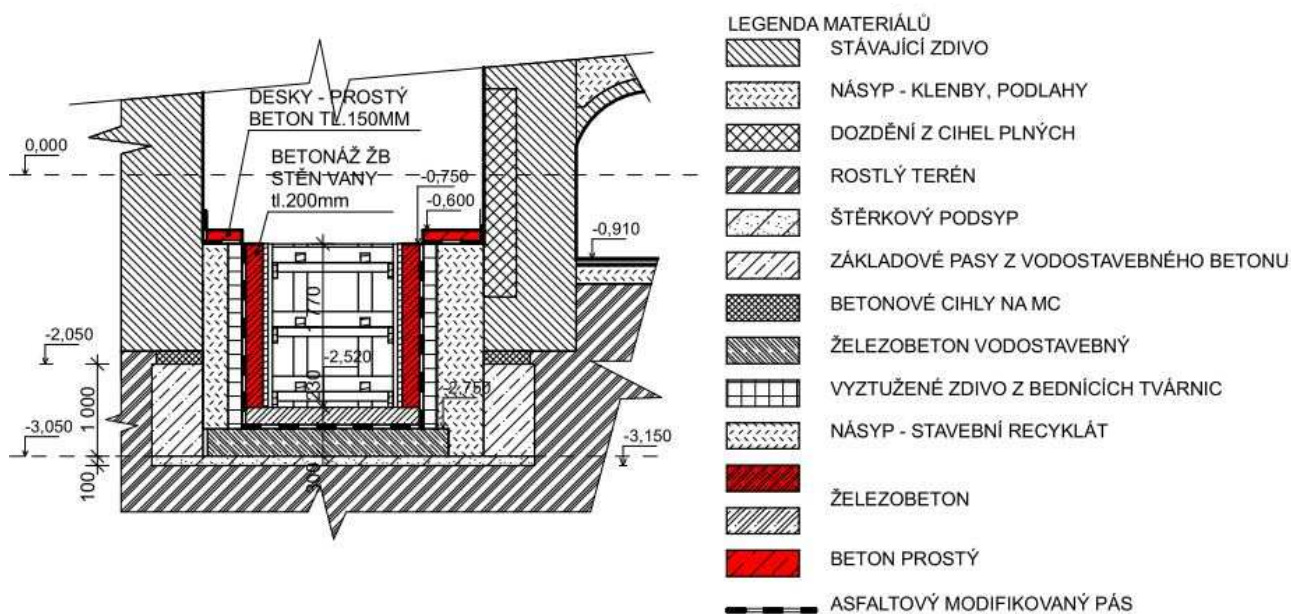 DESKY - PROSTÝ
BETON TL.150MM
BETONÁŽ ŽB
STĚN VANY
tl.200mm
0,000
-0,750
-0,600
-0,910
1 770
-2,050
-2,520
230
-2,750
1 000
-3,050
-3,150
100
300
LEGENDA MATERIÁLŮ
STÁVAJÍCÍ ZDIVO
NÁSYP - KLENBY, PODLAHY
DOZDĚNÍ Z CIHEL PLNÝCH
ROSTLÝ TERÉN
ŠTĚRKOVÝ PODSYP
ZÁKLADOVÉ PASY Z VODOSTAVEBNÉHO BETONU
BETONOVÉ CIHLY NA MC
ŽELEZOBETON VODOSTAVEBNÝ
VYZTUŽENÉ ZDIVO Z BEDNÍCÍCH TVÁRNIC
NÁSYP - STAVEBNÍ RECYKLÁT
ŽELEZOBETON
BETON PROSTÝ
ASFALTOVÝ MODIFIKOVANÝ PÁS